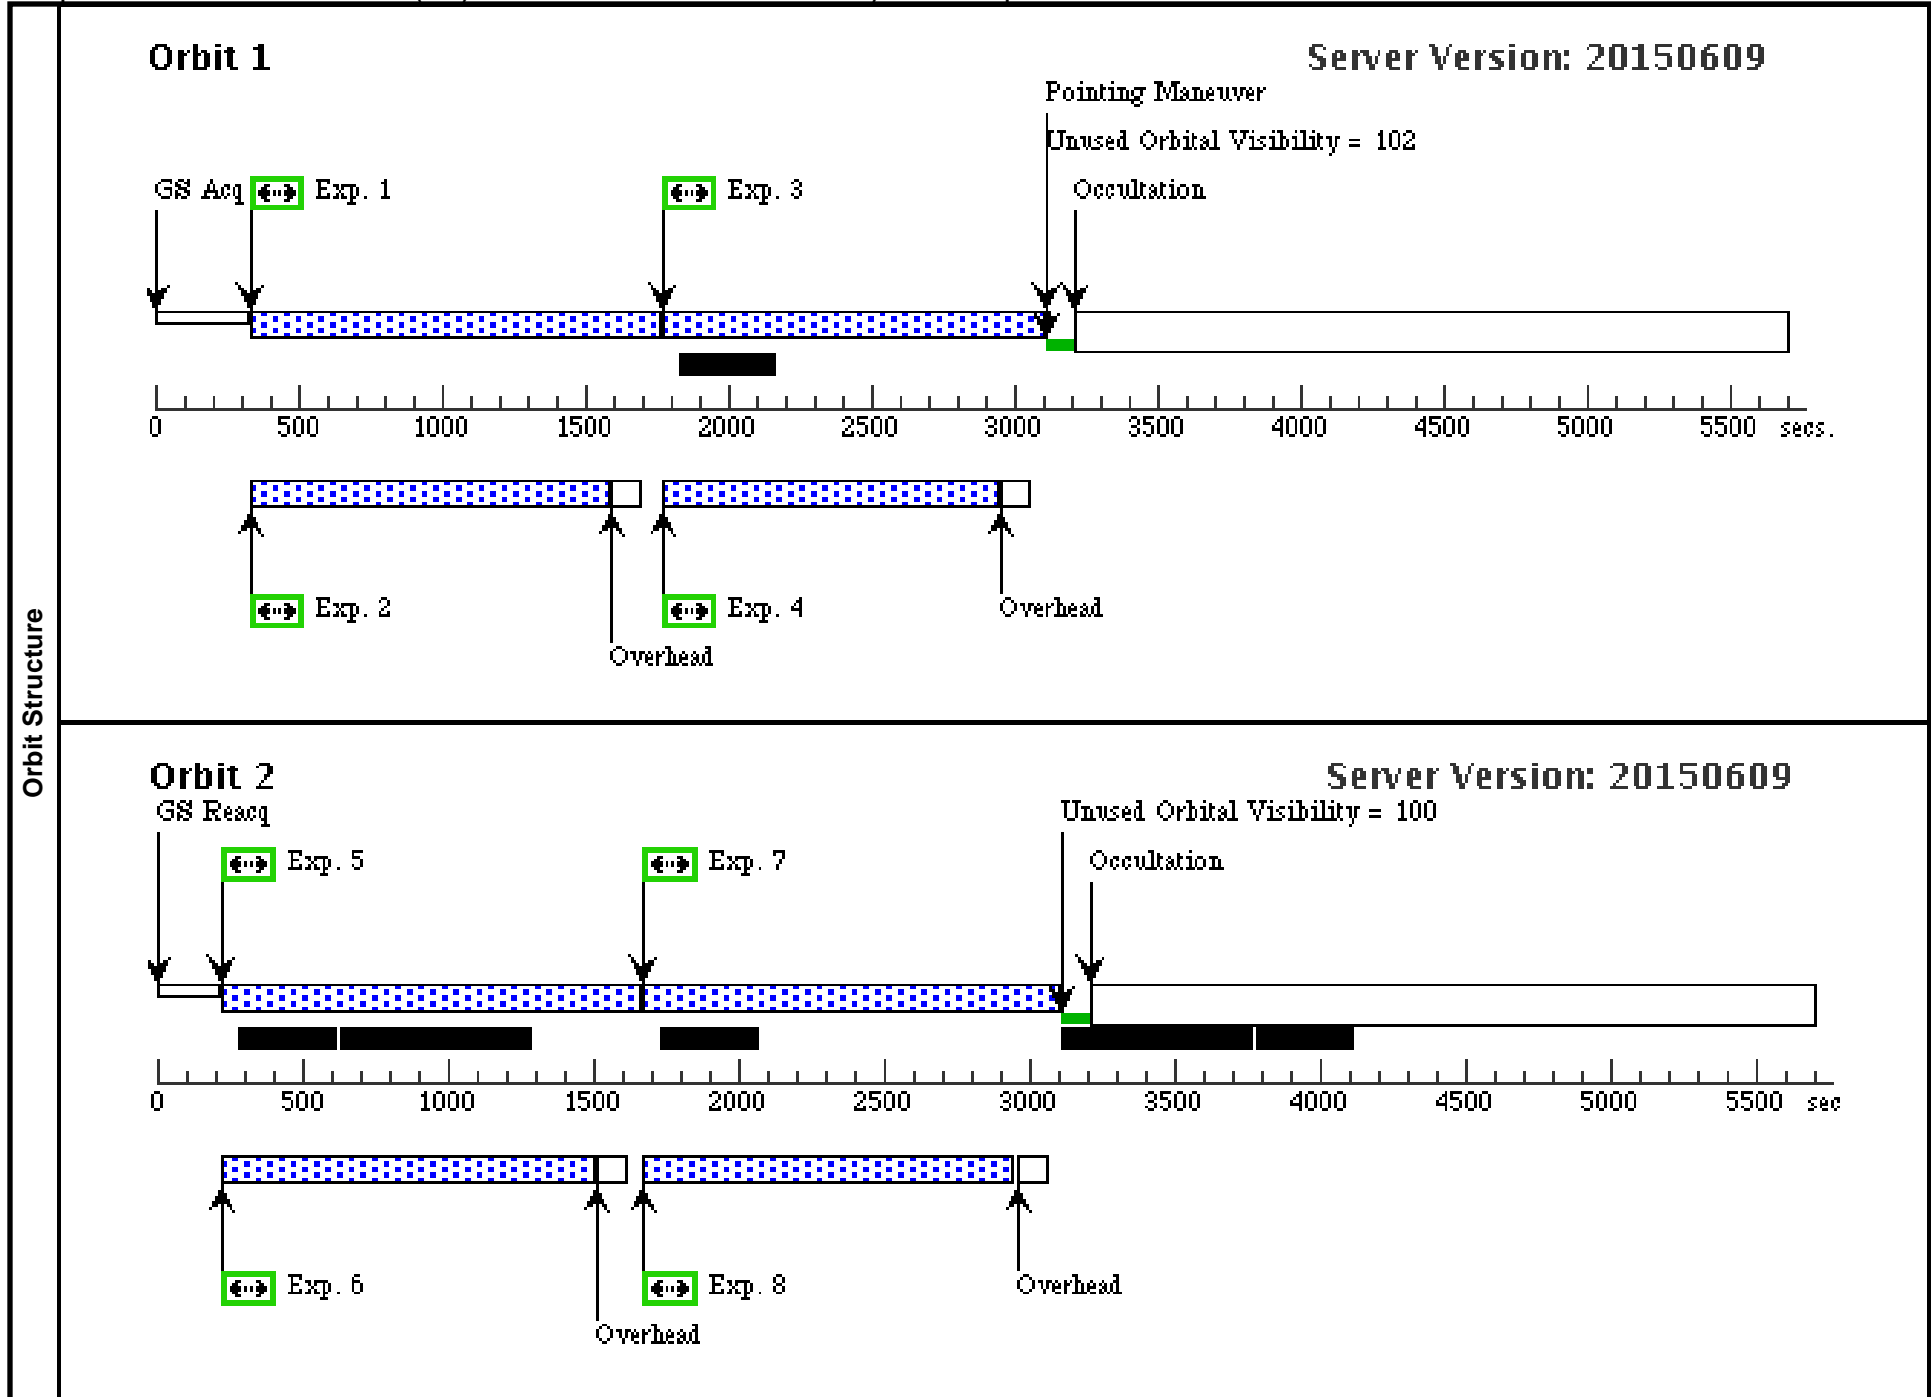 Orbit Structure
Orbit 1
Server Version: 20150609
Pointing Maneuver
Unused Orbital Visibility = 102
GS Acq
Exp. 1
Exp. 3
Occultation
0 500 1000 1500 2000 2500 3000 3500 4000 4500 5000 5500 secs.
Exp. 2
Exp. 4
Overhead
Overhead
Orbit 2
Server Version: 20150609
GS Reacq
Unused Orbital Visibility = 100
Exp. 5
Exp. 7
Occultation
0 500 1000 1500 2000 2500 3000 3500 4000 4500 5000 5500 sec
Exp. 6
Exp. 8
Overhead
Overhead